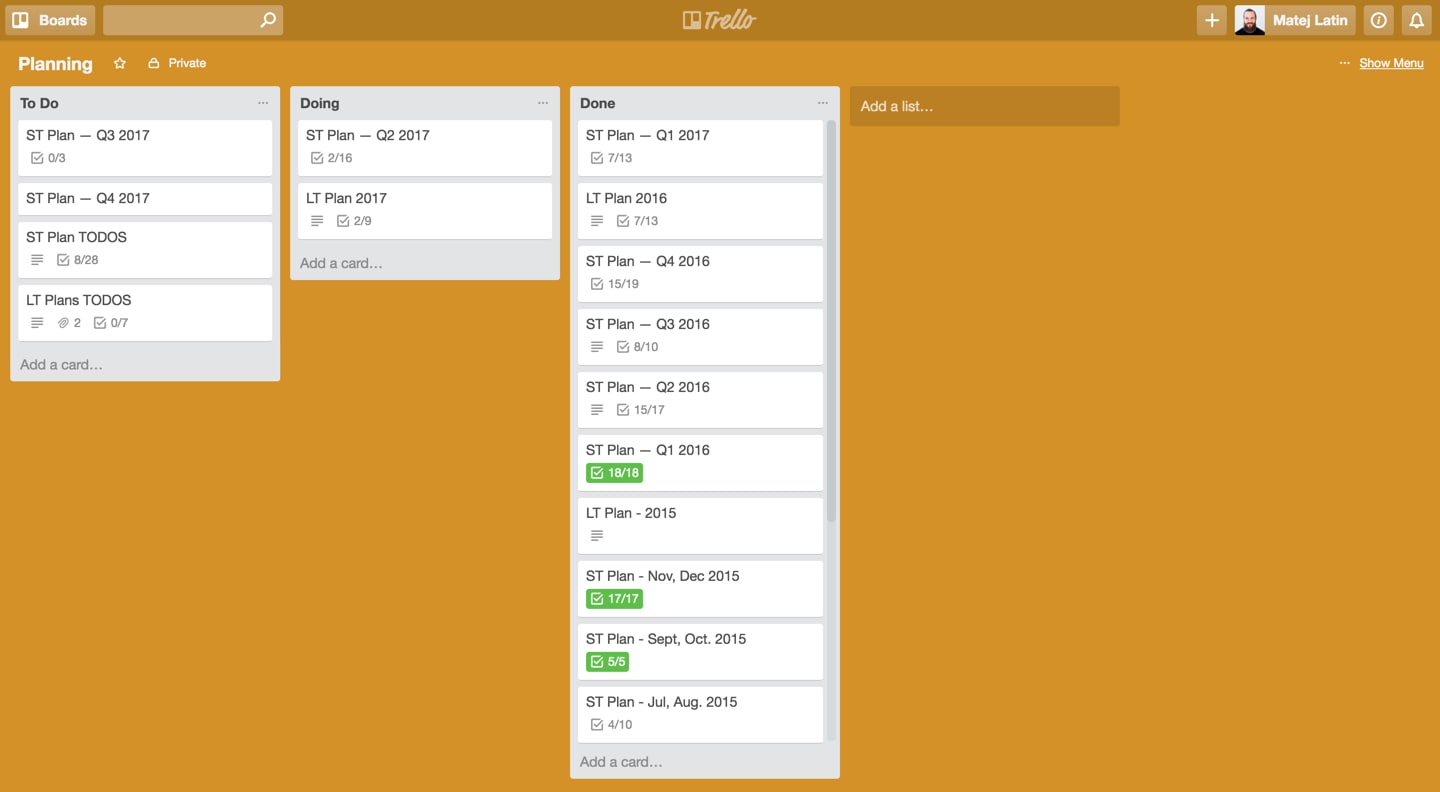 Boards
Trello
Matej Latin
Planning
Private
... Show Menu
To Do ...
ST Plan — Q3 2017
0/3
ST Plan — Q4 2017
ST Plan TODOS
8/28
LT Plans TODOS
2 0/7
Add a card…
Doing ...
ST Plan — Q2 2017
2/16
LT Plan 2017
2/9
Add a card…
Done ...
ST Plan — Q1 2017
7/13
LT Plan 2016
7/13
ST Plan — Q4 2016
15/19
ST Plan — Q3 2016
8/10
ST Plan — Q2 2016
15/17
ST Plan — Q1 2016
18/18
LT Plan - 2015
ST Plan - Nov, Dec 2015
17/17
ST Plan - Sept, Oct. 2015
5/5
ST Plan - Jul, Aug. 2015
4/10
Add a card…
Add a list…